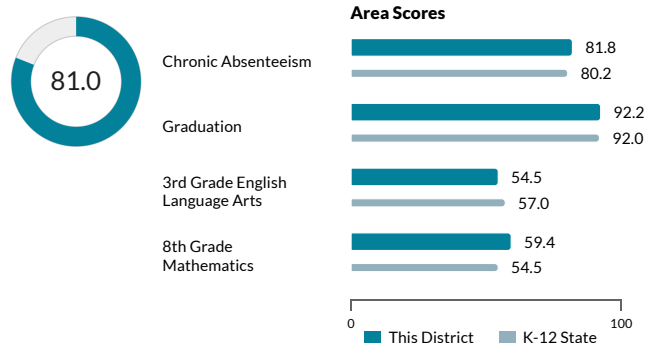 Area Scores
81.0
Chronic Absenteeism
81.8
80.2
Graduation
92.2
92.0
3rd Grade English
Language Arts
54.5
57.0
8th Grade
Mathematics
59.4
54.5
0
100
This District
K-12 State